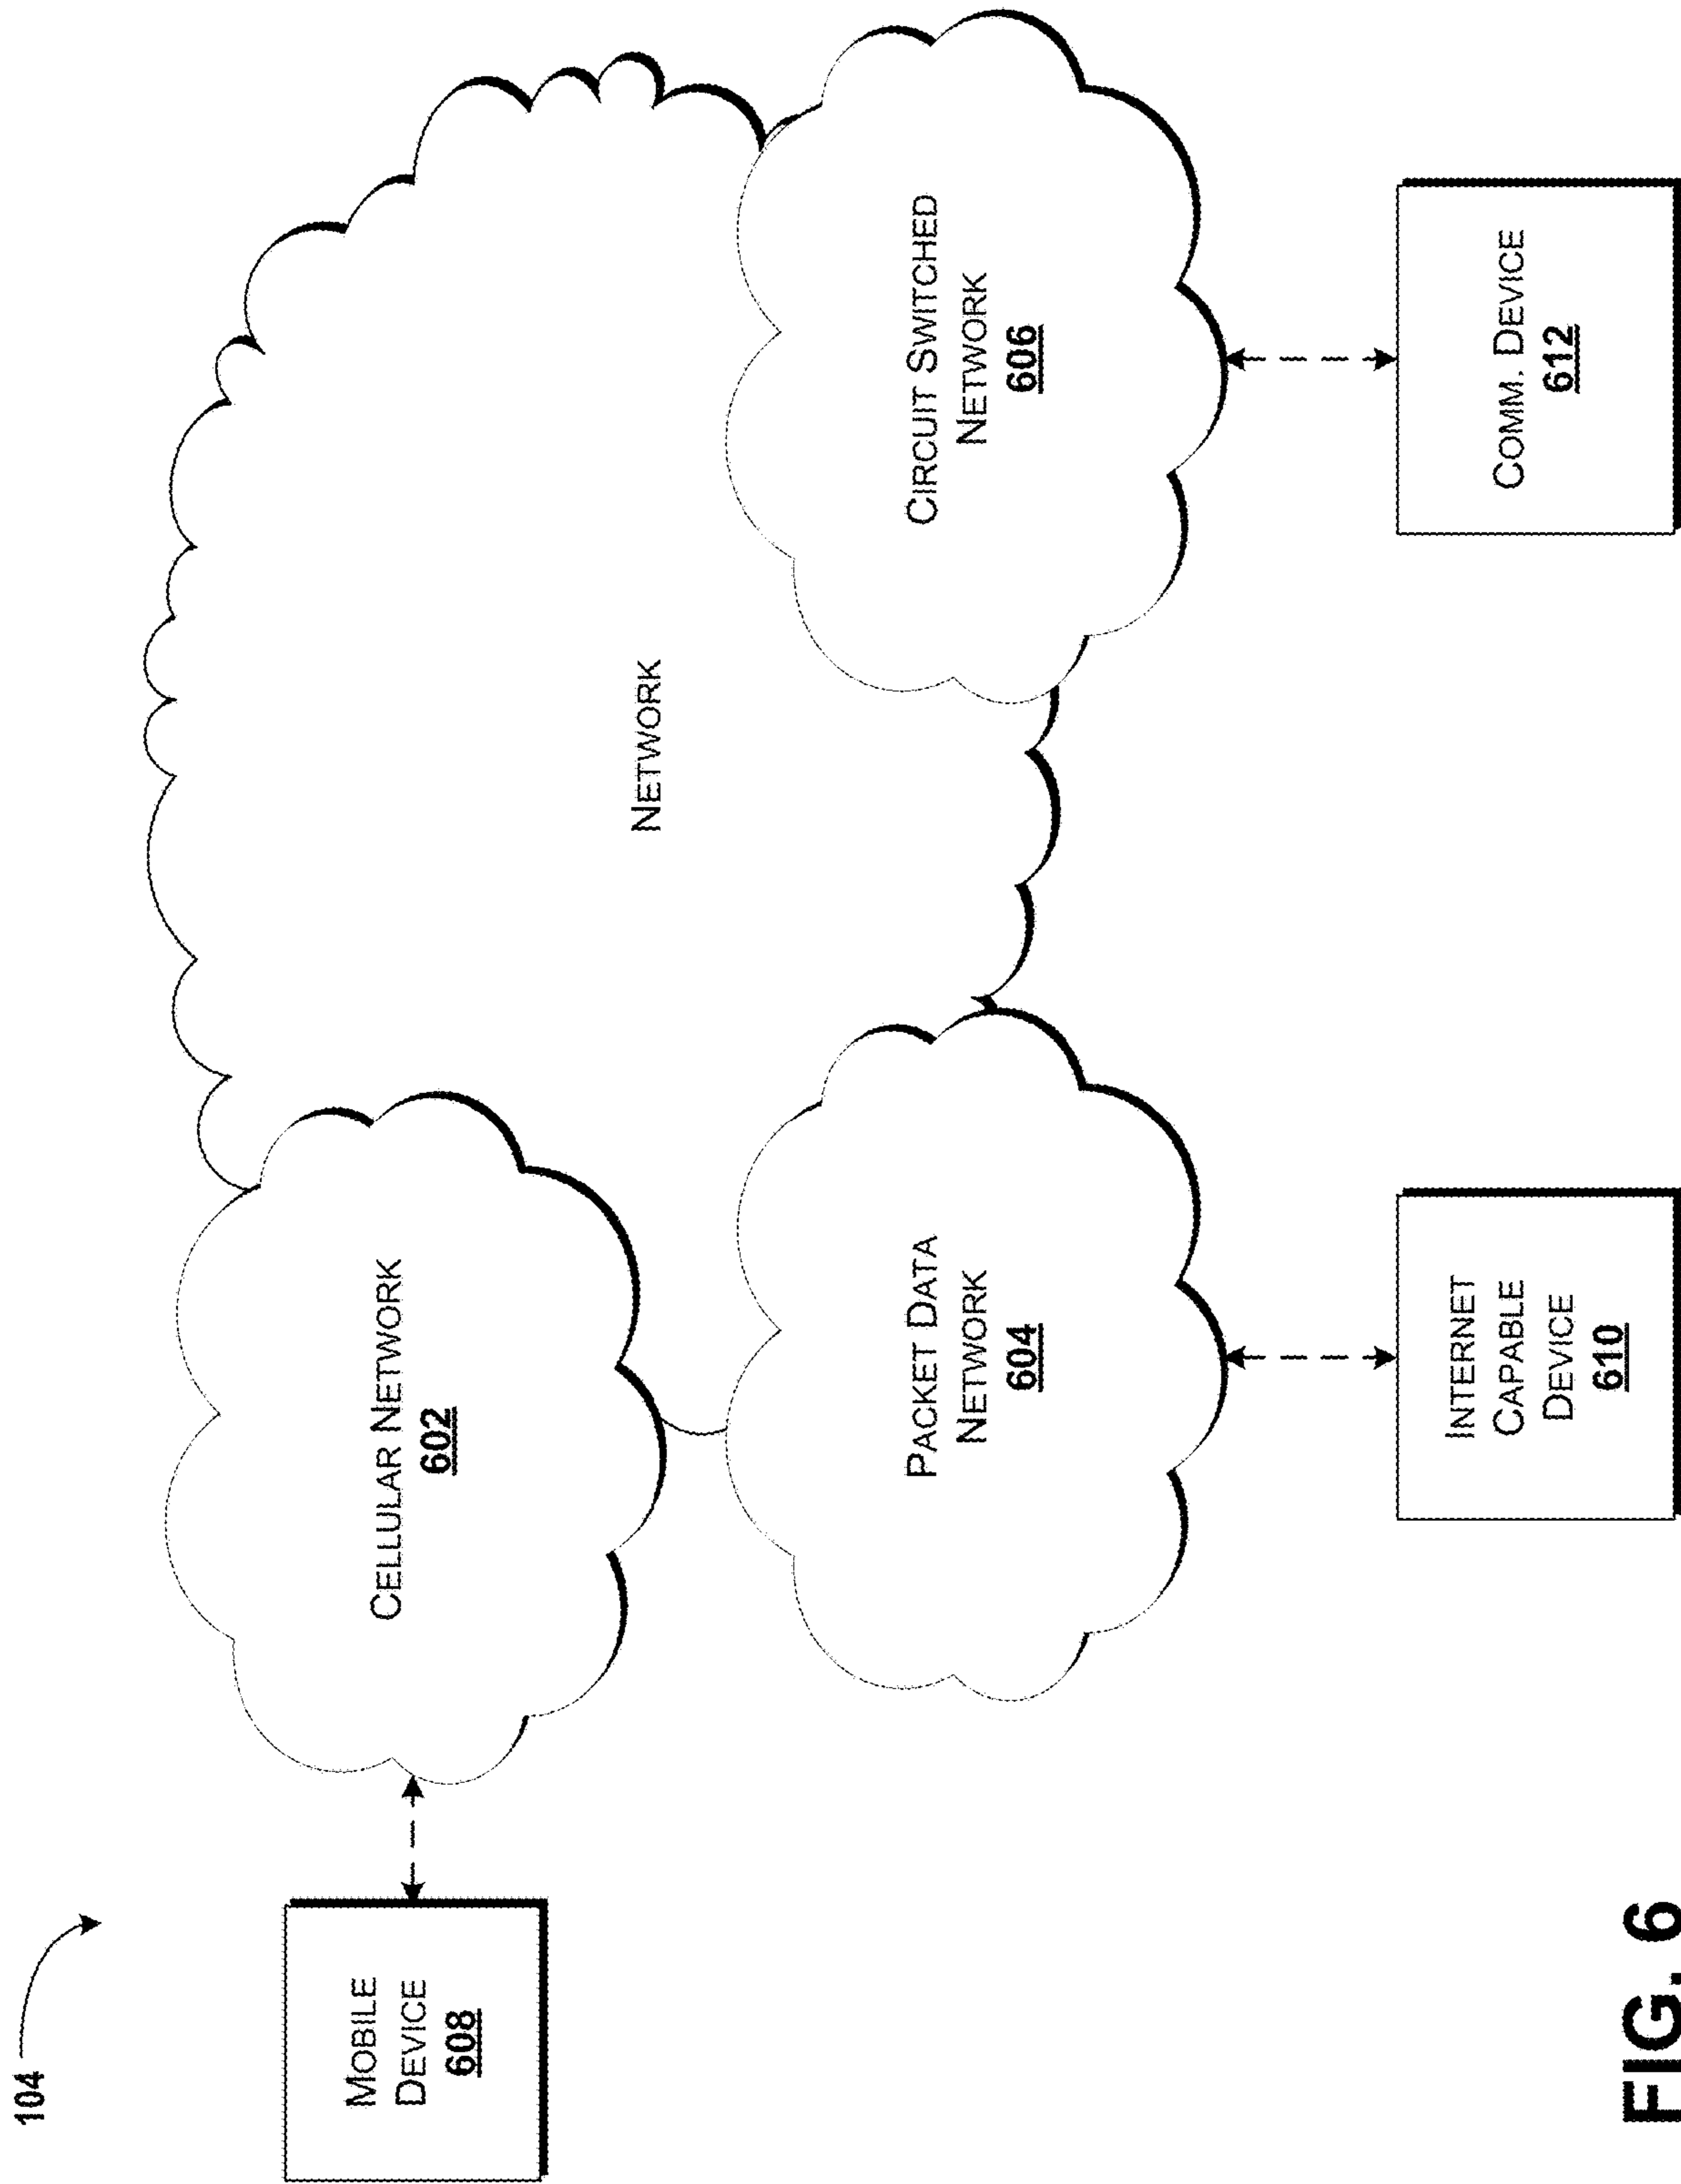 104
MOBILE
DEVICE
608
CELLULAR NETWORK
602
NETWORK
PACKET DATA
NETWORK
604
CIRCUIT SWITCHED
NETWORK
606
INTERNET
CAPABLE
DEVICE
610
COMM. DEVICE
612
FIG. 6